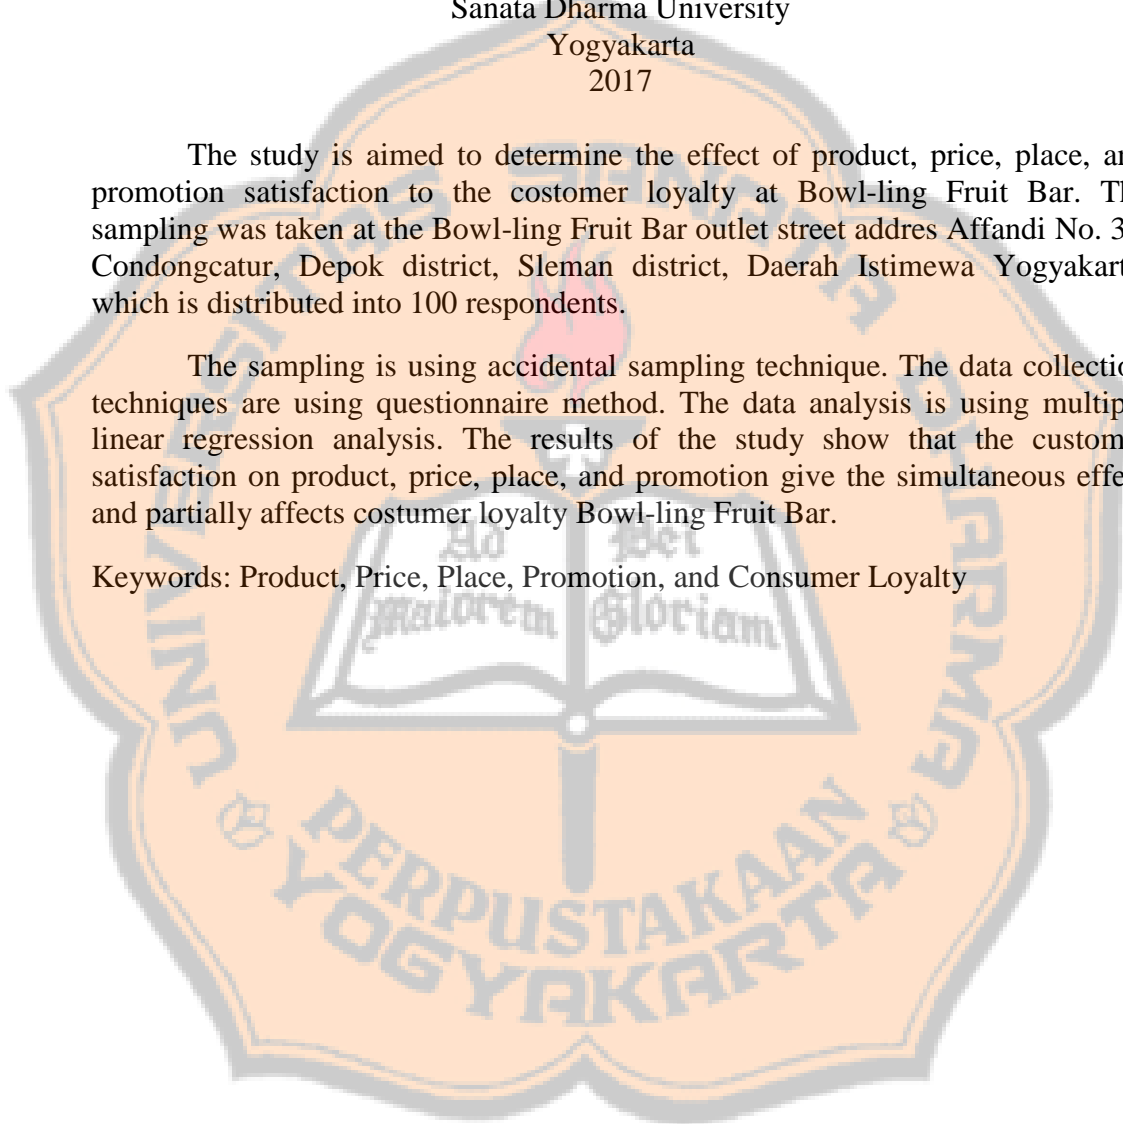 Sanata Dharma University
Yogyakarta
2017
The study is aimed to determine the effect of product, price, place, an
promotion satisfaction to the costomer loyalty at Bowl-ling Fruit Bar. Th
sampling was taken at the Bowl-ling Fruit Bar outlet street addres Affandi No. 3
Condongcatur, Depok district, Sleman district, Daerah Istimewa Yogyakart
which is distributed into 100 respondents.
The sampling is using accidental sampling technique. The data collectio
techniques are using questionnaire method. The data analysis is using multip
linear regression analysis. The results of the study show that the custom
satisfaction on product, price, place, and promotion give the simultaneous effe
and partially affects costumer loyalty Bowl-ling Fruit Bar.
Keywords: Product, Price, Place, Promotion, and Consumer Loyalty
UNIVERSITAS SANATA DHARMA
Ad Dei
Maiorem Gloriam
PERPUSTAKAAN
YOGYAKARTA